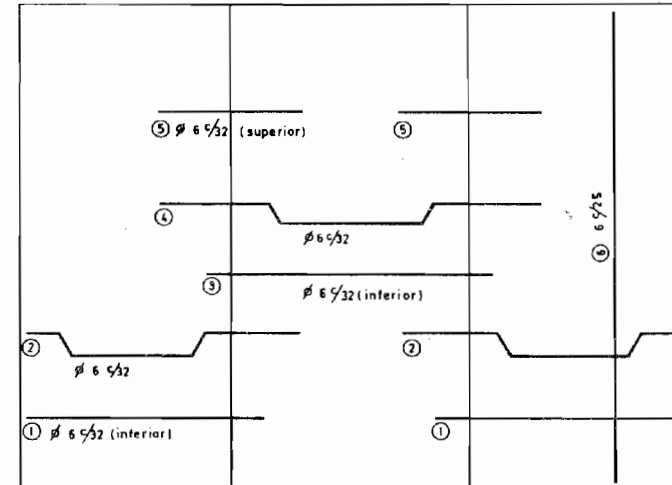 ⑤ ø 6 c/32 (superior)
⑤
④
ø 6 c/32
⑥ 6 c/25
③
ø 6 c/32 (inferior)
②
ø 6 c/32
②
① ø 6 c/32 (inferior)
①